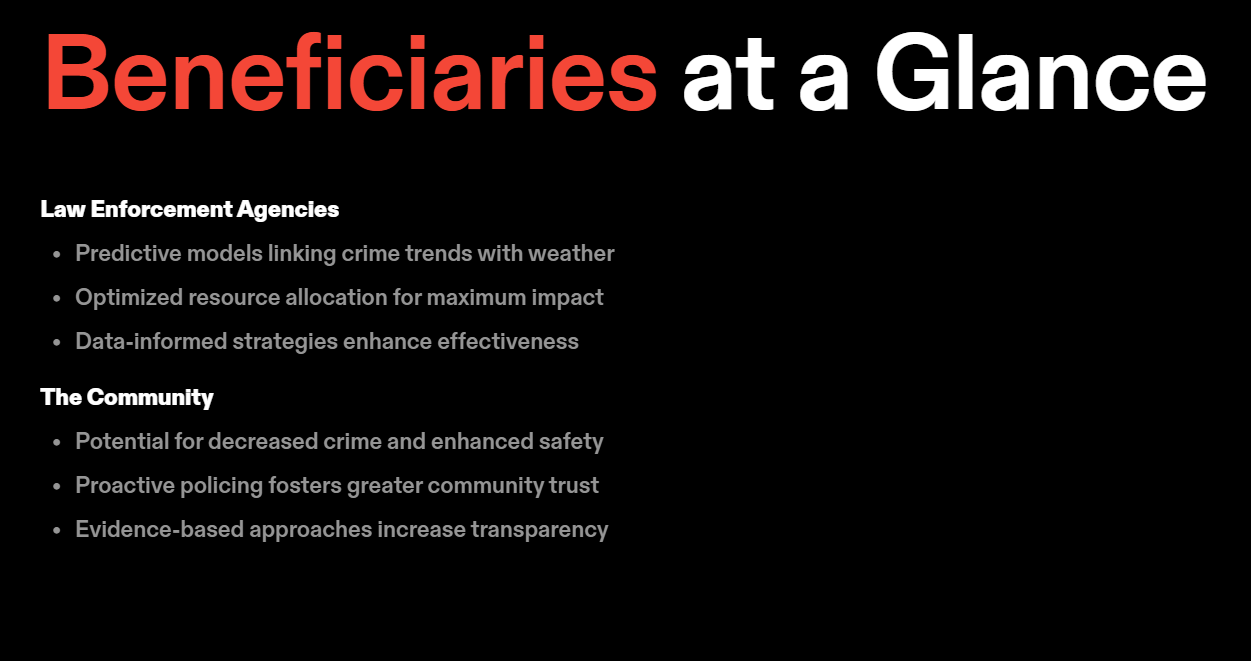 Beneficiaries at a Glance
Law Enforcement Agencies
• Predictive models linking crime trends with weather
• Optimized resource allocation for maximum impact
• Data-informed strategies enhance effectiveness
The Community
• Potential for decreased crime and enhanced safety
• Proactive policing fosters greater community trust
• Evidence-based approaches increase transparency